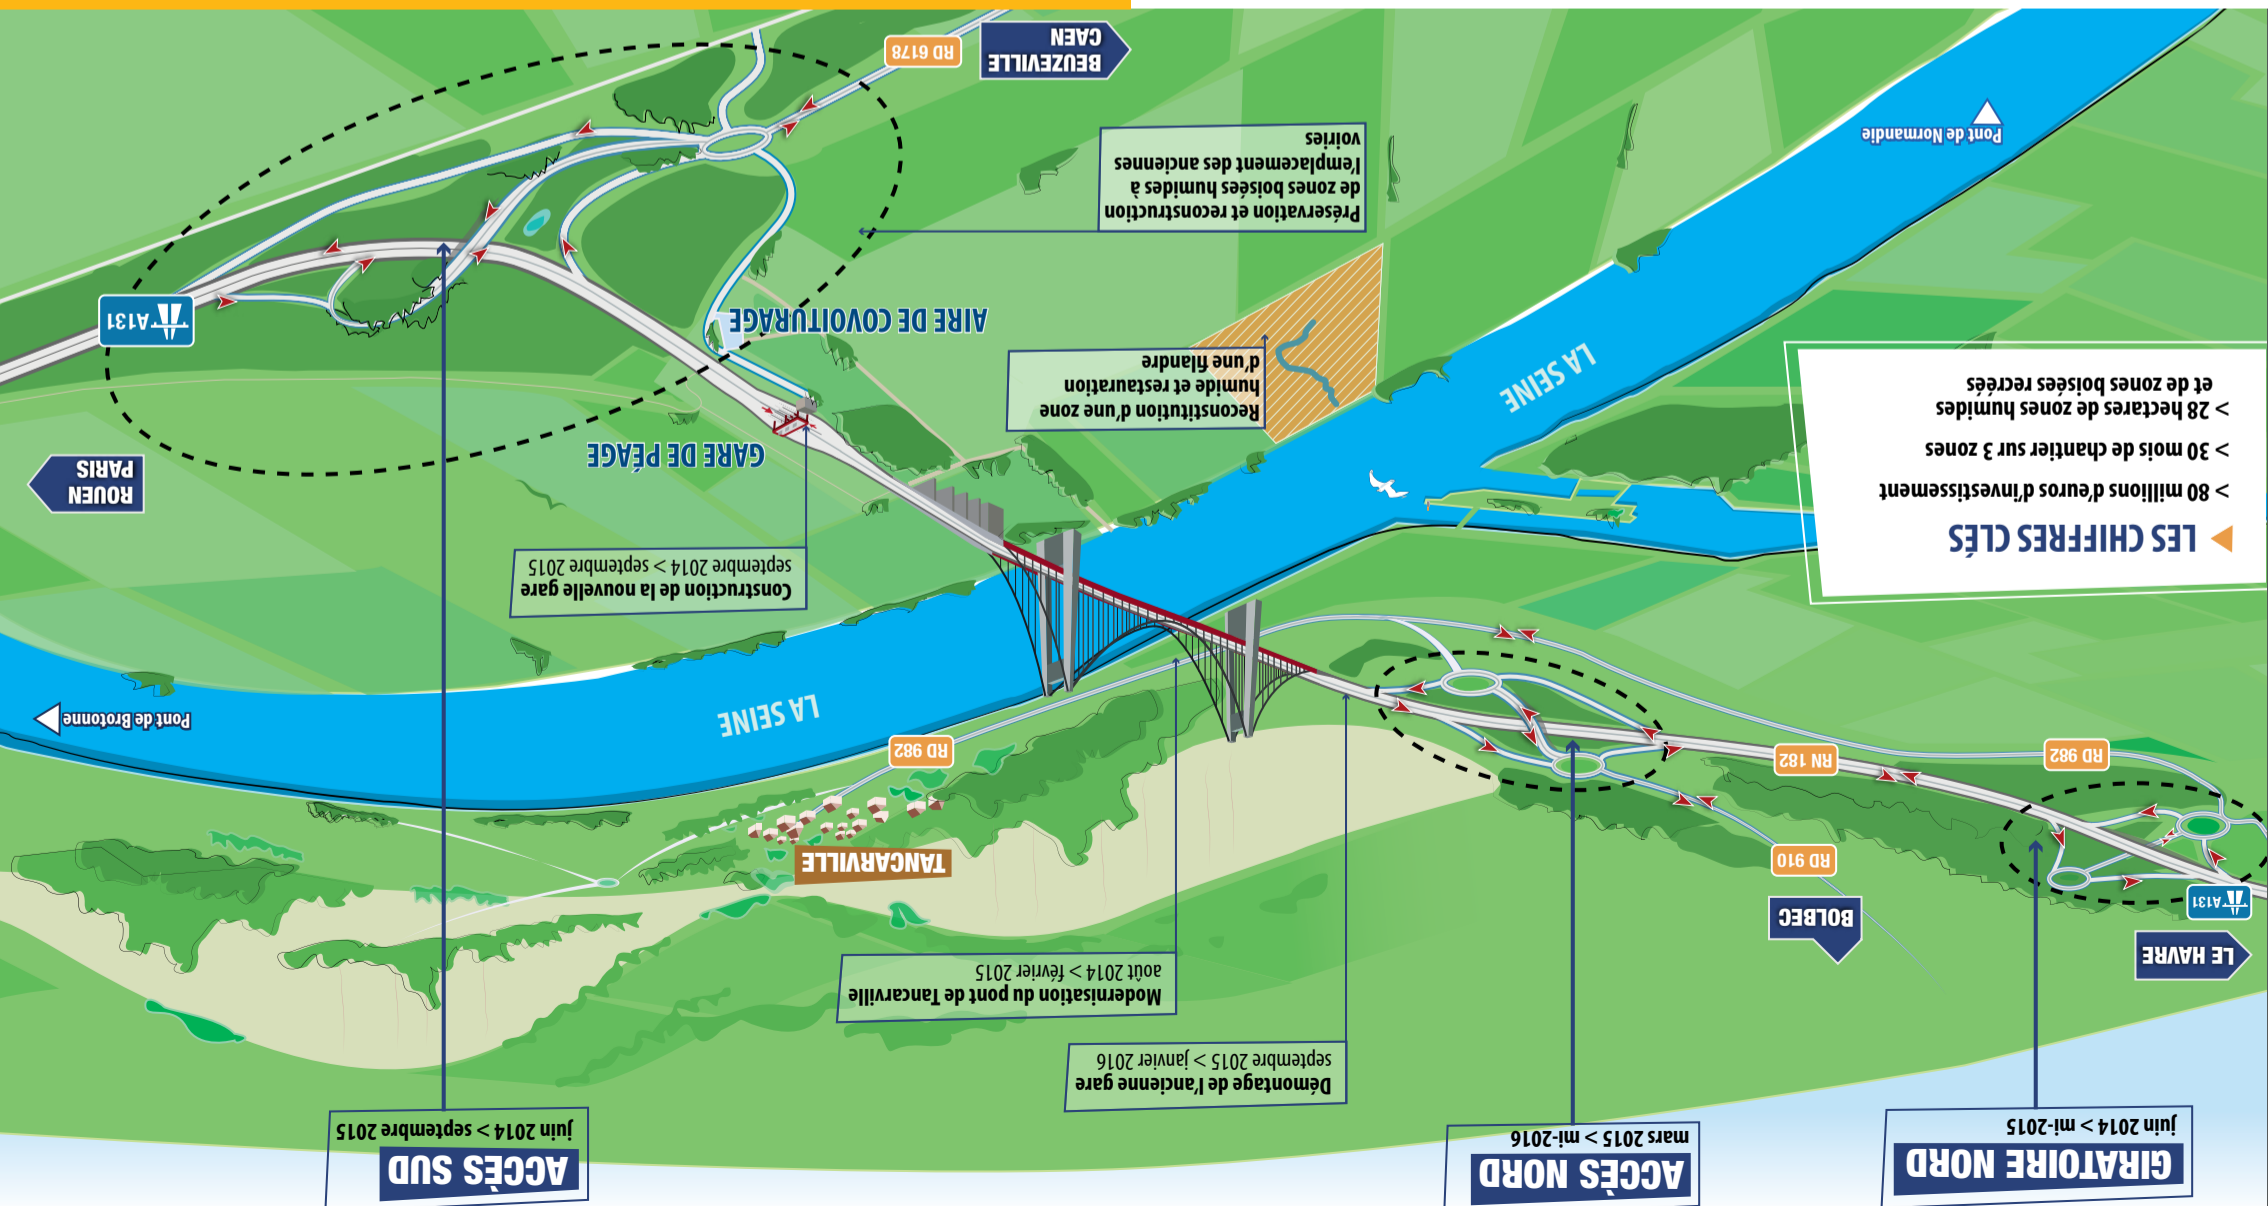 GIRATOIRE NORD
juin 2014 > mi-2015
ACCÈS NORD
mars 2015 > mi-2016
ACCÈS SUD
juin 2014 > septembre 2015
Démontage de l'ancienne gare
septembre 2015 > janvier 2016
Modernisation du pont de Tancarville
août 2014 > février 2015
LE HAVRE
A131
BOLBEC
RD 910
TANCARVILLE
RD 982
RN 182
RD 982
Pont de Brotonne
LA SEINE
Construction de la nouvelle gare
septembre 2014 > septembre 2015
LES CHIFFRES CLÉS
> 80 millions d'euros d'investissement
> 30 mois de chantier sur 3 zones
> 28 hectares de zones humides
et de zones boisées recréées
ROUEN
PARIS
GARE DE PÉAGE
Reconstitution d'une zone
humide et restauration
d'une filandre
LA SEINE
AIRE DE COVOITURAGE
A131
Préservation et reconstruction
de zones boisées humides à
l'emplacement des anciennes
voiries
Pont de Normandie
BEUZEVILLE
CAEN
RD 6178